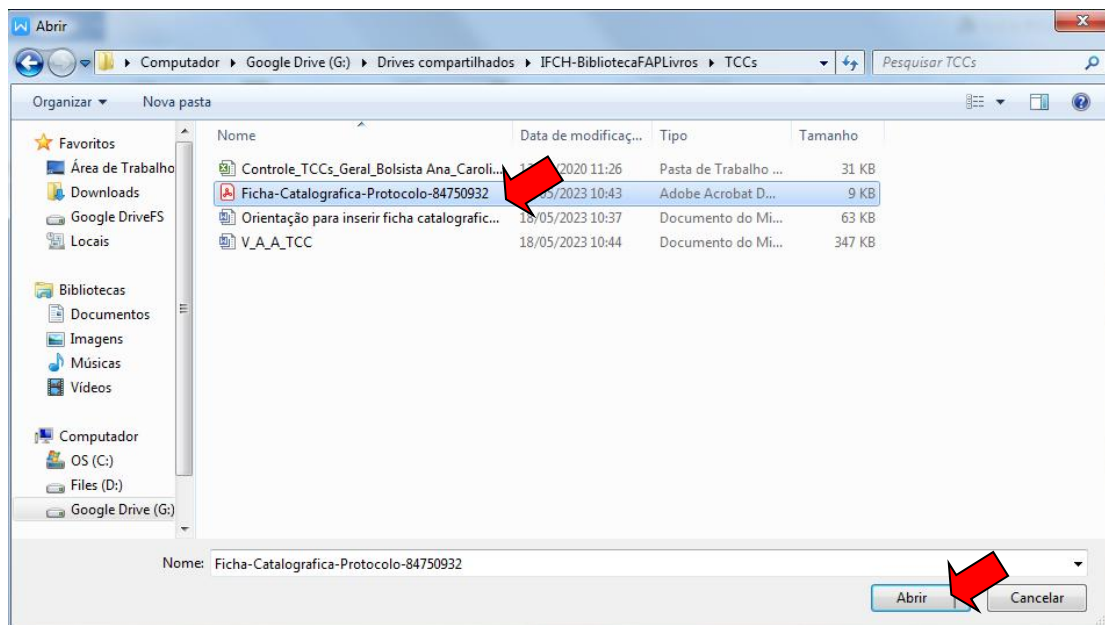 Abrir
Computador Google Drive (G:) Drives compartilhados IFCH-BibliotecaFAPLivros TCCs
Pesquisar TCCs
Organizar Nova pasta
Nome Data de modificaç... Tipo Tamanho
Controle_TCCs_Geral_Bolsista Ana_Caroli... /2020 11:26 Pasta de Trabalho ... 31 KB
Ficha-Catalografica-Protocolo-84750932 /05/2023 10:43 Adobe Acrobat D... 9 KB
Orientação para inserir ficha catalografic... 18/05/2023 10:37 Documento do Mi... 63 KB
V_A_A_TCC 18/05/2023 10:44 Documento do Mi... 347 KB
Favoritos
Área de Trabalho
Downloads
Google DriveFS
Locais
Bibliotecas
Documentos
Imagens
Músicas
Vídeos
Computador
OS (C:)
Files (D:)
Google Drive (G:)
Nome: Ficha-Catalografica-Protocolo-84750932
Abrir Cancelar